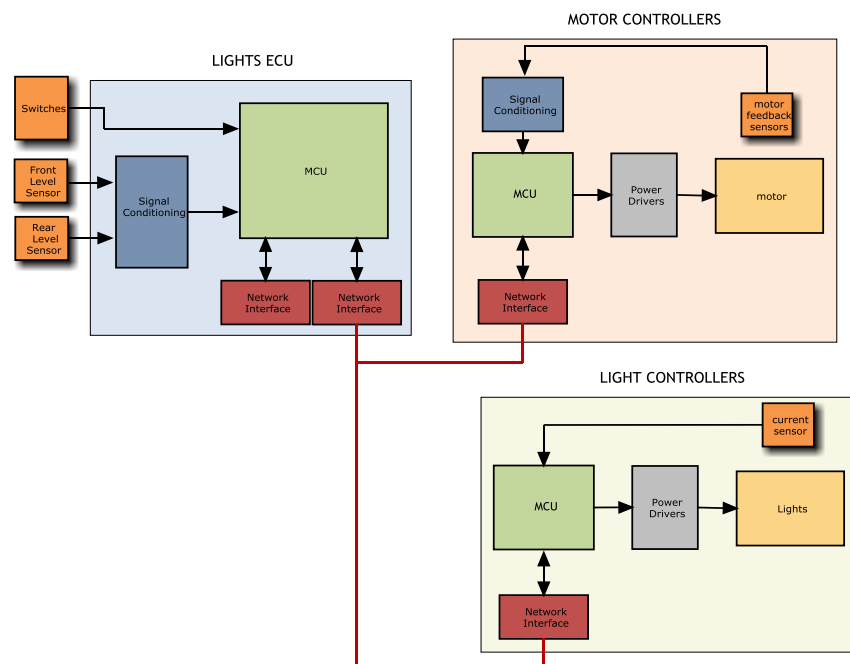 MOTOR CONTROLLERS
LIGHTS ECU
Switches
Front
Level
Sensor
Rear
Level
Sensor
Signal
Conditioning
MCU
Network
Interface
Network
Interface
Signal
Conditioning
motor
feedback
sensors
MCU
Power
Drivers
motor
Network
Interface
LIGHT CONTROLLERS
current
sensor
MCU
Power
Drivers
Lights
Network
Interface